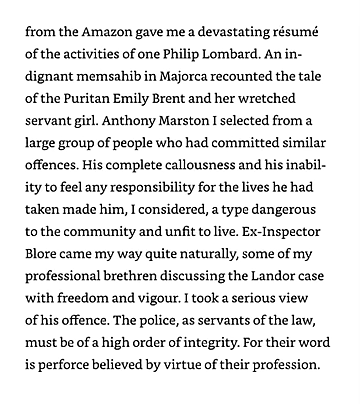 from the Amazon gave me a devastating résumé
of the activities of one Philip Lombard. An in-
dignant memsahib in Majorca recounted the tale
of the Puritan Emily Brent and her wretched
servant girl. Anthony Marston I selected from a
large group of people who had committed similar
offences. His complete callousness and his inabil-
ity to feel any responsibility for the lives he had
taken made him, I considered, a type dangerous
to the community and unfit to live. Ex-Inspector
Blore came my way quite naturally, some of my
professional brethren discussing the Landor case
with freedom and vigour. I took a serious view
of his offence. The police, as servants of the law,
must be of a high order of integrity. For their word
is perforce believed by virtue of their profession.